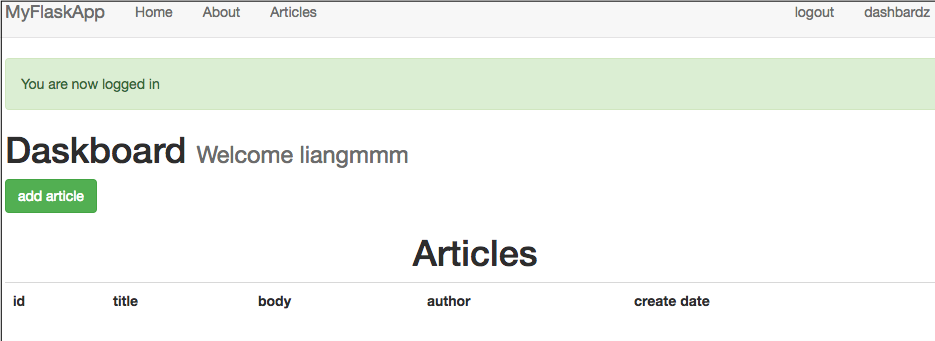 MyFlaskApp Home About Articles logout dashbardz
You are now logged in
Daskboard Welcome liangmmm
add article
Articles
id title body author create date